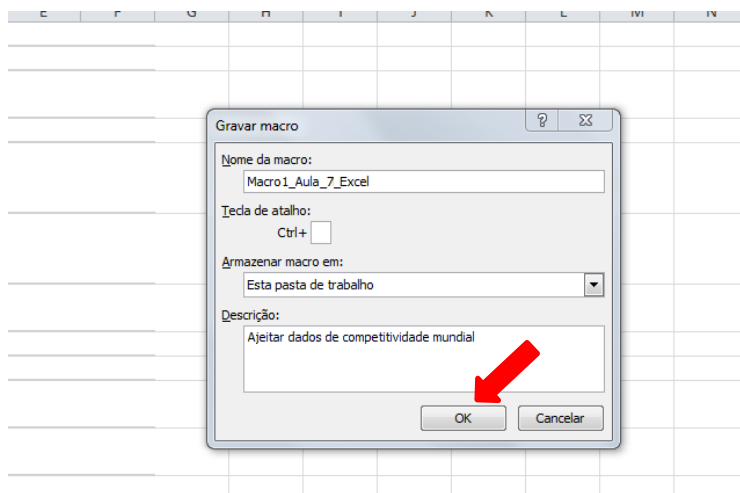 E F G H I J K L M N
Gravar macro
Nome da macro:
Macro1_Aula_7_Excel
Tecla de atalho:
Ctrl+
Armazenar macro em:
Esta pasta de trabalho
Descrição:
Ajeitar dados de competitividade mundial
OK Cancelar